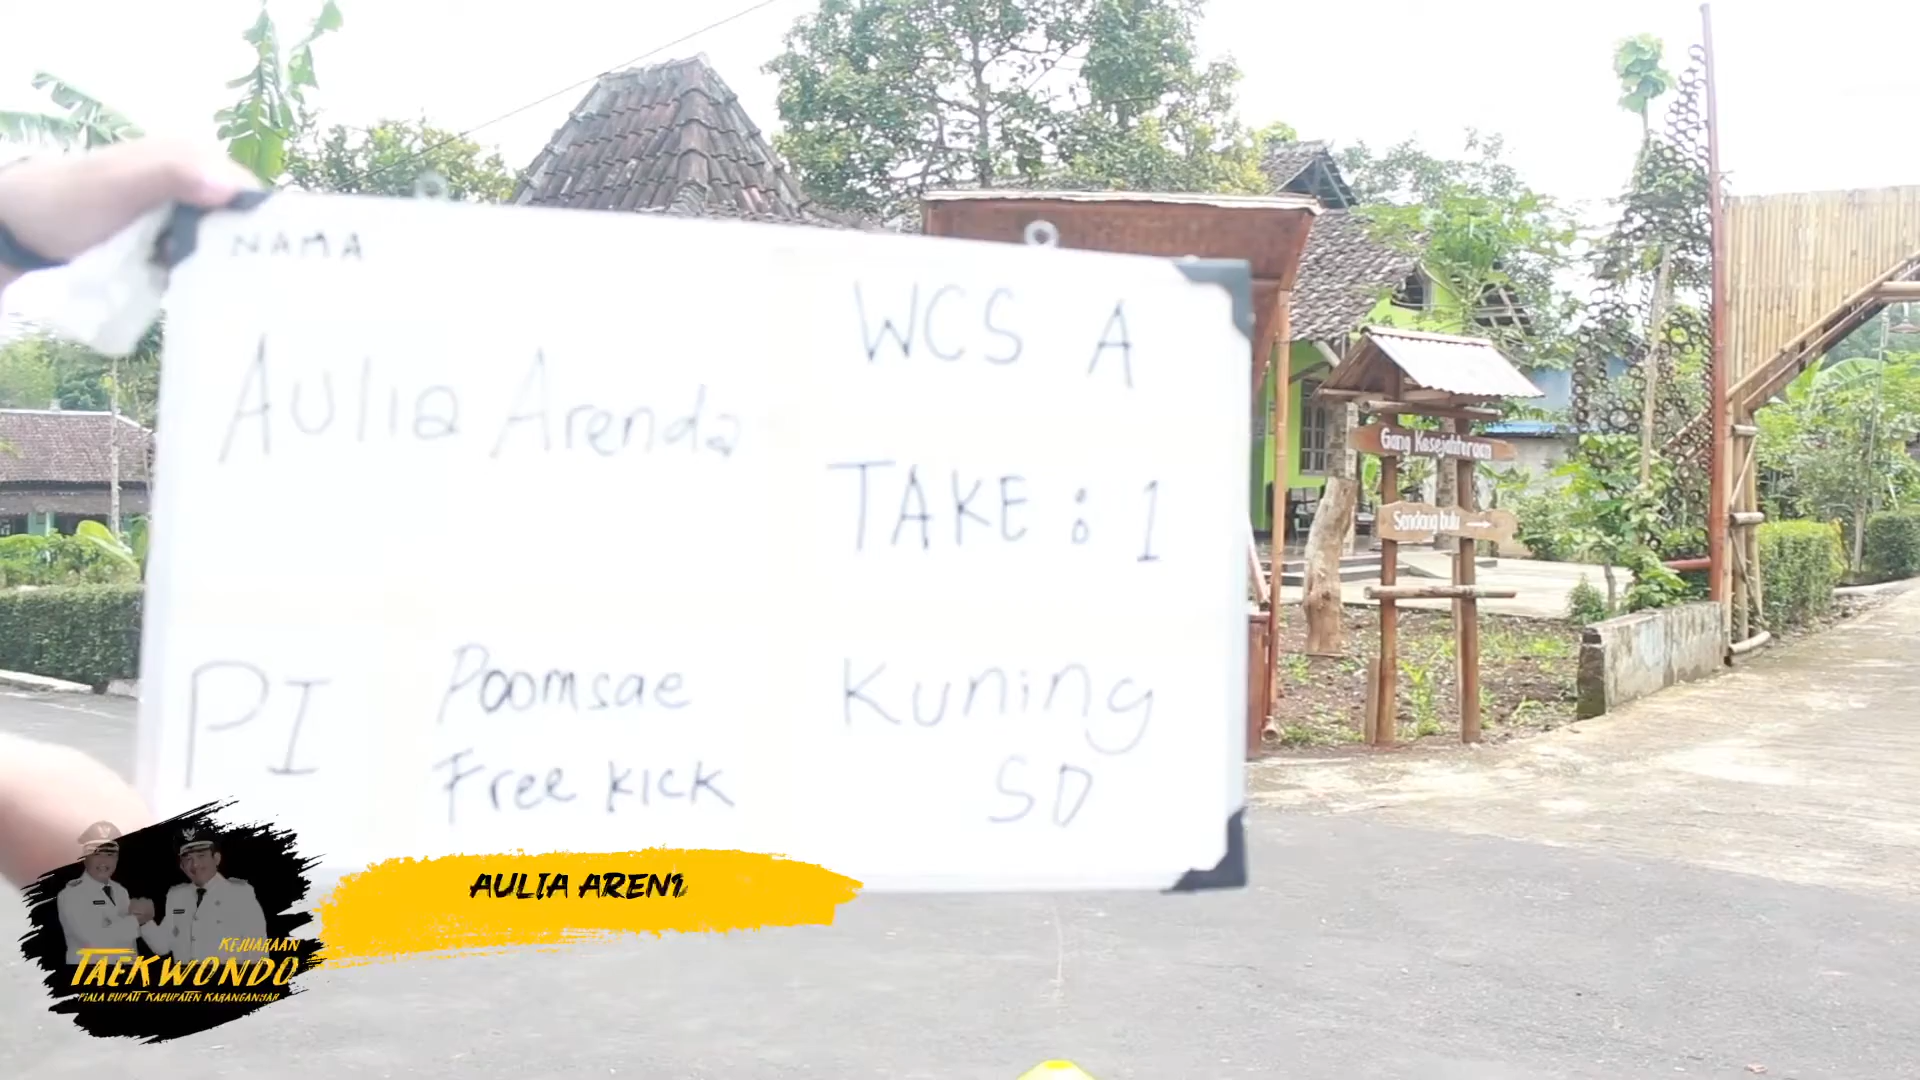 NAMA
Aulia Arenda
WCS A
TAKE : 1
PI
Poomsae
Free kick
Kuning
SD
Gang Kesejahteraan
Sendang bulu →
AULIA AREN
KEJUARAAN
TAEKWONDO
PIALA BUPATI KABUPATEN KARANGANYAR